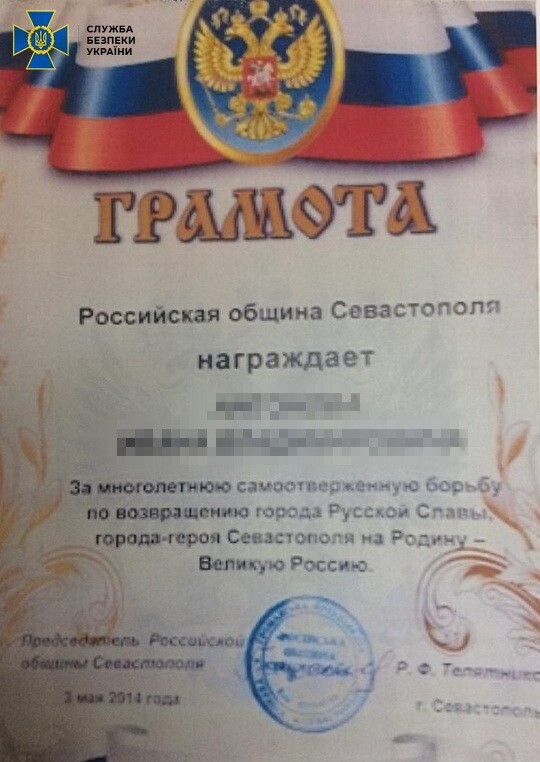 СЛУЖБА
БЕЗПЕКИ
УКРАЇНИ
ГРАМОТА
Российская община Севастополя
награждает
За многолетнюю самоотверженную борьбу
по возвращению города Русской Славы,
города-героя Севастополя на Родину –
Великую Россию.
Председатель Российской
общины Севастополя
Р. Ф. Телятнико
3 мая 2014 года
г. Севастополь